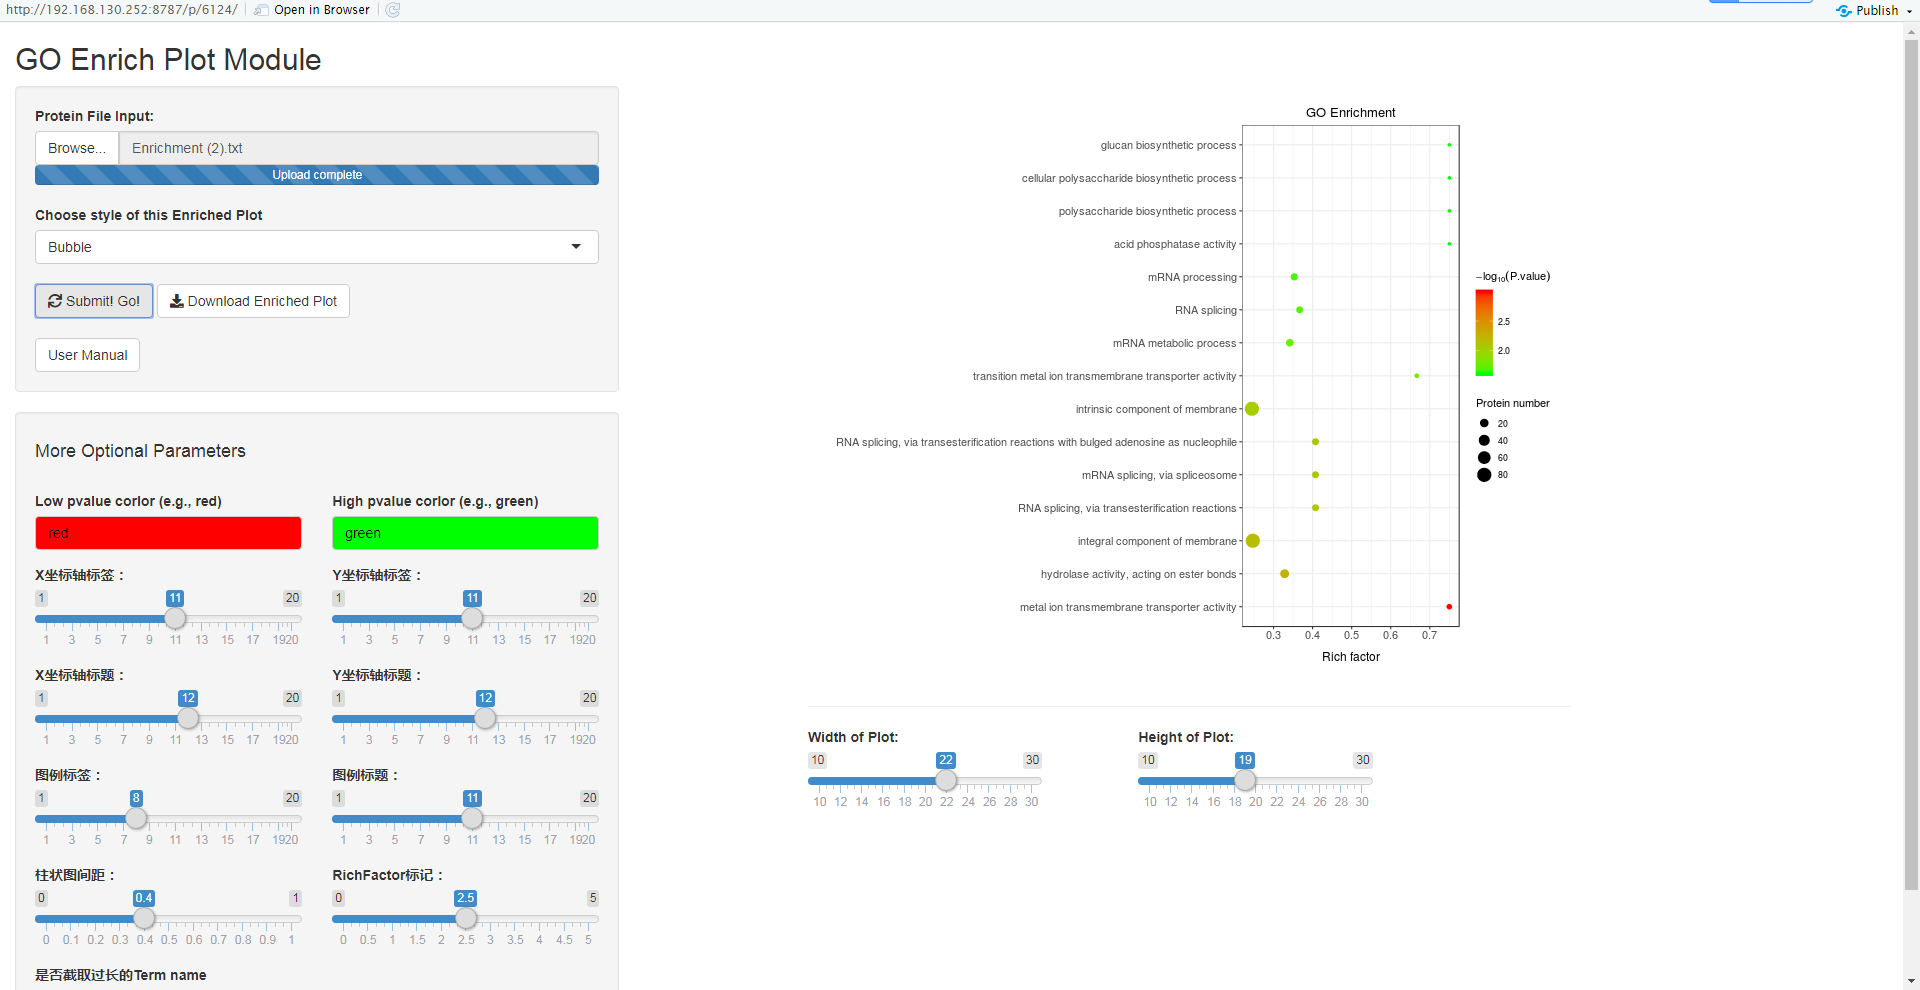 http://192.168.130.252:8787/p/6124/ Open in Browser Publish
GO Enrich Plot Module
Protein File Input:
Browse... Enrichment (2).txt
Upload complete
Choose style of this Enriched Plot
Bubble
Submit! Go! Download Enriched Plot
User Manual
More Optional Parameters
Low pvalue corlor (e.g., red) High pvalue corlor (e.g., green)
red green
X坐标轴标签： Y坐标轴标签：
1 11 20 1 11 20
1 3 5 7 9 11 13 15 17 1920 1 3 5 7 9 11 13 15 17 1920
X坐标轴标题： Y坐标轴标题：
1 12 20 1 12 20
1 3 5 7 9 11 13 15 17 1920 1 3 5 7 9 11 13 15 17 1920
图例标签： 图例标题：
1 8 20 1 11 20
1 3 5 7 9 11 13 15 17 1920 1 3 5 7 9 11 13 15 17 1920
柱状图间距： RichFactor标记：
0 0.4 1 0 2.5 5
0 0.1 0.2 0.3 0.4 0.5 0.6 0.7 0.8 0.9 1 0 0.5 1 1.5 2 2.5 3 3.5 4 4.5 5
是否截取过长的Term name
GO Enrichment
glucan biosynthetic process
cellular polysaccharide biosynthetic process
polysaccharide biosynthetic process
acid phosphatase activity
mRNA processing
RNA splicing
mRNA metabolic process
transition metal ion transmembrane transporter activity
intrinsic component of membrane
RNA splicing, via transesterification reactions with bulged adenosine as nucleophile
mRNA splicing, via spliceosome
RNA splicing, via transesterification reactions
integral component of membrane
hydrolase activity, acting on ester bonds
metal ion transmembrane transporter activity
0.3 0.4 0.5 0.6 0.7
Rich factor
−log10(P.value)
2.5
2.0
Protein number
20
40
60
80
Width of Plot: Height of Plot:
10 22 30 10 19 30
10 12 14 16 18 20 22 24 26 28 30 10 12 14 16 18 20 22 24 26 28 30